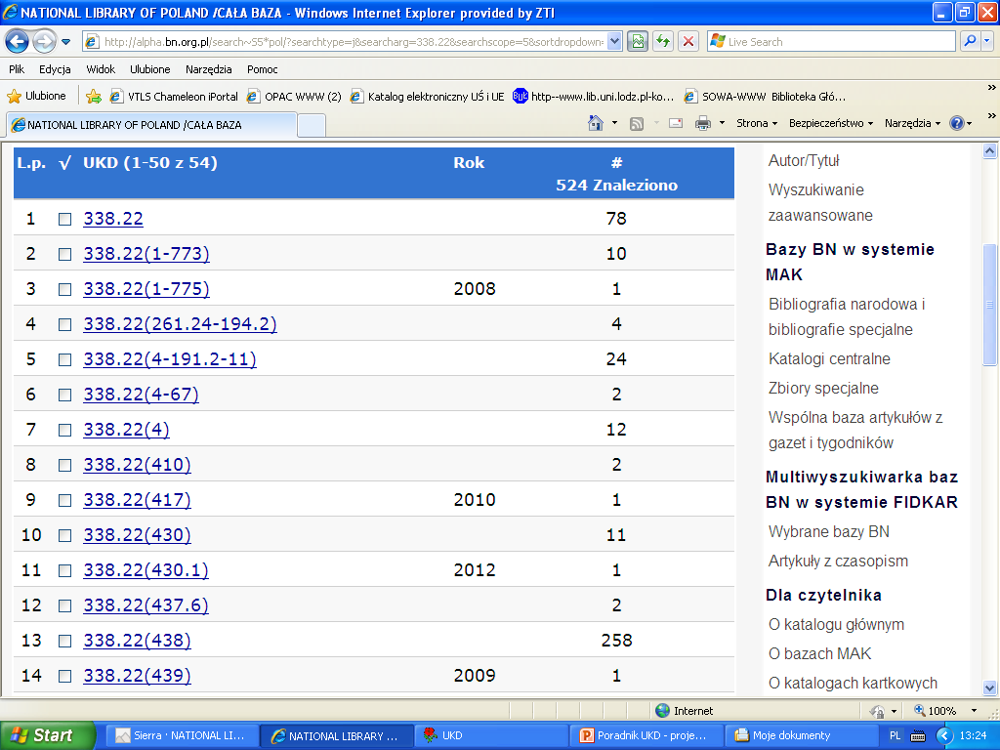 NATIONAL LIBRARY OF POLAND /CAŁA BAZA - Windows Internet Explorer provided by ZTI
http://alpha.bn.org.pl/search~S5*pol/?searchtype=j&searcharg=338.22&searchscope=5&sortdropdown=
Live Search
Plik Edycja Widok Ulubione Narzędzia Pomoc
Ulubione VTLS Chameleon iPortal OPAC WWW (2) Katalog elektroniczny UŚ i UE http--www.lib.uni.lodz.pl-ko... SOWA-WWW Biblioteka Głó...
NATIONAL LIBRARY OF POLAND /CAŁA BAZA
Strona Bezpieczeństwo Narzędzia
L.p. √ UKD (1-50 z 54) Rok #
524 Znaleziono
1 338.22 78
2 338.22(1-773) 10
3 338.22(1-775) 2008 1
4 338.22(261.24-194.2) 4
5 338.22(4-191.2-11) 24
6 338.22(4-67) 2
7 338.22(4) 12
8 338.22(410) 2
9 338.22(417) 2010 1
10 338.22(430) 11
11 338.22(430.1) 2012 1
12 338.22(437.6) 2
13 338.22(438) 258
14 338.22(439) 2009 1
Autor/Tytuł
Wyszukiwanie
zaawansowane
Bazy BN w systemie
MAK
Bibliografia narodowa i
bibliografie specjalne
Katalogi centralne
Zbiory specjalne
Wspólna baza artykułów z
gazet i tygodników
Multiwyszukiwarka baz
BN w systemie FIDKAR
Wybrane bazy BN
Artykuły z czasopism
Dla czytelnika
O katalogu głównym
O bazach MAK
O katalogach kartkowych
Internet 100%
Start Sierra · NATIONAL LI... NATIONAL LIBRARY ... UKD Poradnik UKD - proje... Moje dokumenty PL 13:24